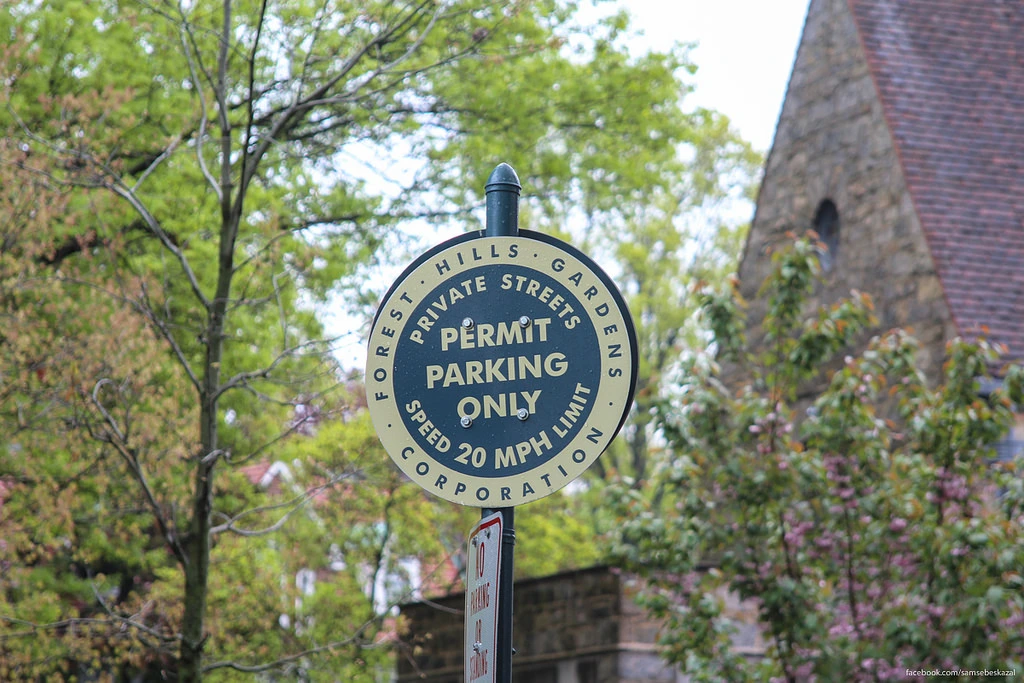 FOREST · HILLS · GARDENS
PRIVATE STREETS
PERMIT
PARKING
ONLY
SPEED 20 MPH LIMIT
· CORPORATION ·
PARKING
OR
STANDING
facebook.com/samsebeskazal